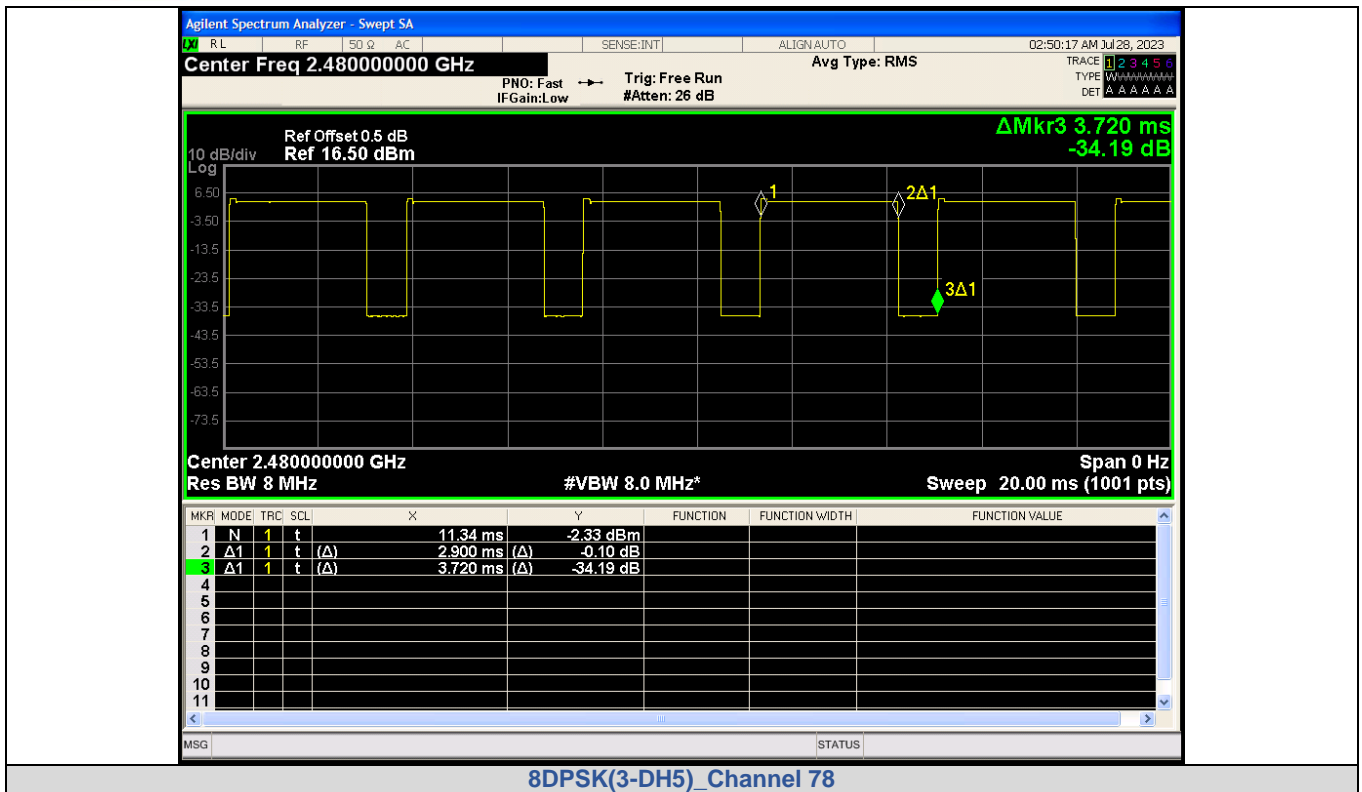 Agilent Spectrum Analyzer - Swept SA
LXI RL RF 50 Ω AC SENSE:INT ALIGN AUTO 02:50:17 AM Jul 28, 2023
Center Freq 2.480000000 GHz Avg Type: RMS TRACE 1 2 3 4 5 6
PNO: Fast Trig: Free Run TYPE
IFGain:Low #Atten: 26 dB DET A A A A A A
ΔMkr3 3.720 ms
-34.19 dB
Ref Offset 0.5 dB
10 dB/div Ref 16.50 dBm
Log
6.50
-3.50
-13.5
-23.5
-33.5
-43.5
-53.5
-63.5
-73.5
1
2Δ1
3Δ1
Center 2.480000000 GHz Span 0 Hz
Res BW 8 MHz #VBW 8.0 MHz* Sweep 20.00 ms (1001 pts)
MKR MODE TRC SCL X Y FUNCTION FUNCTION WIDTH FUNCTION VALUE
1 N 1 t 11.34 ms -2.33 dBm
2 Δ1 1 t (Δ) 2.900 ms (Δ) -0.10 dB
3 Δ1 1 t (Δ) 3.720 ms (Δ) -34.19 dB
4
5
6
7
8
9
10
11
MSG STATUS
8DPSK(3-DH5)_Channel 78